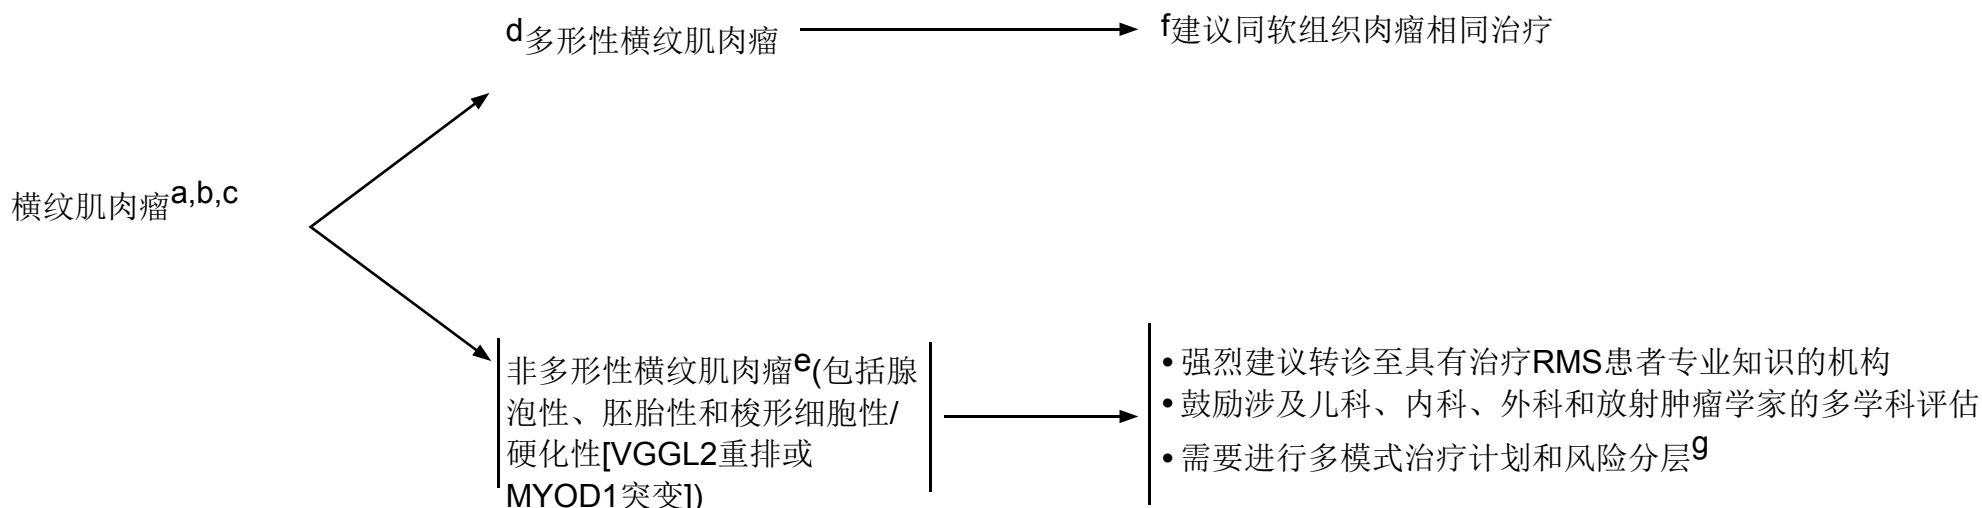 d多形性横纹肌肉瘤
f建议同软组织肉瘤相同治疗
横纹肌肉瘤a,b,c
非多形性横纹肌肉瘤e(包括腺
泡性、胚胎性和梭形细胞性/
硬化性[VGGL2重排或
MYOD1突变])
• 强烈建议转诊至具有治疗RMS患者专业知识的机构
• 鼓励涉及儿科、内科、外科和放射肿瘤学家的多学科评估
• 需要进行多模式治疗计划和风险分层g